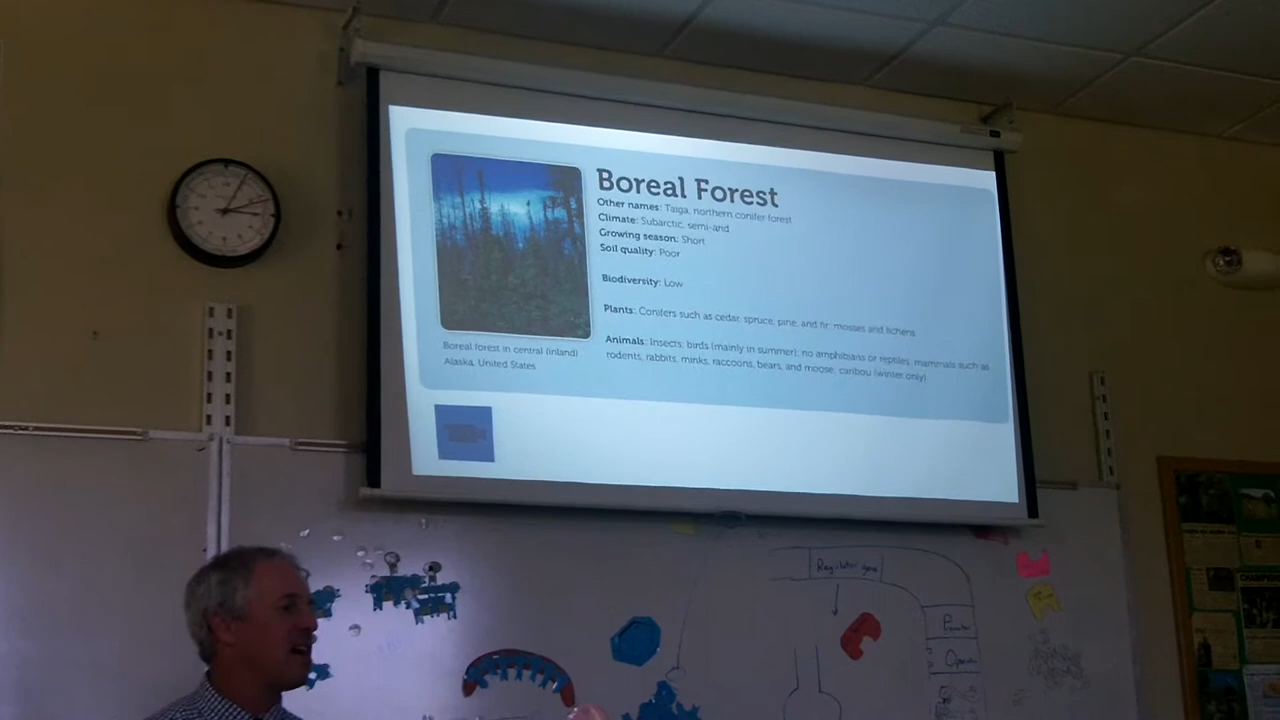 Boreal Forest
Other names: Taiga, northern conifer forest
Climate: Subarctic, semi-arid
Growing season: Short
Soil quality: Poor
Biodiversity: Low
Plants: Conifers such as cedar, spruce, pine, and fir; mosses and lichens
Animals: Insects; birds (mainly in summer); no amphibians or reptiles; mammals such as
rodents, rabbits, minks, raccoons, bears, and moose; caribou (winter only)
Boreal forest in central (inland)
Alaska, United States
Regulator gene